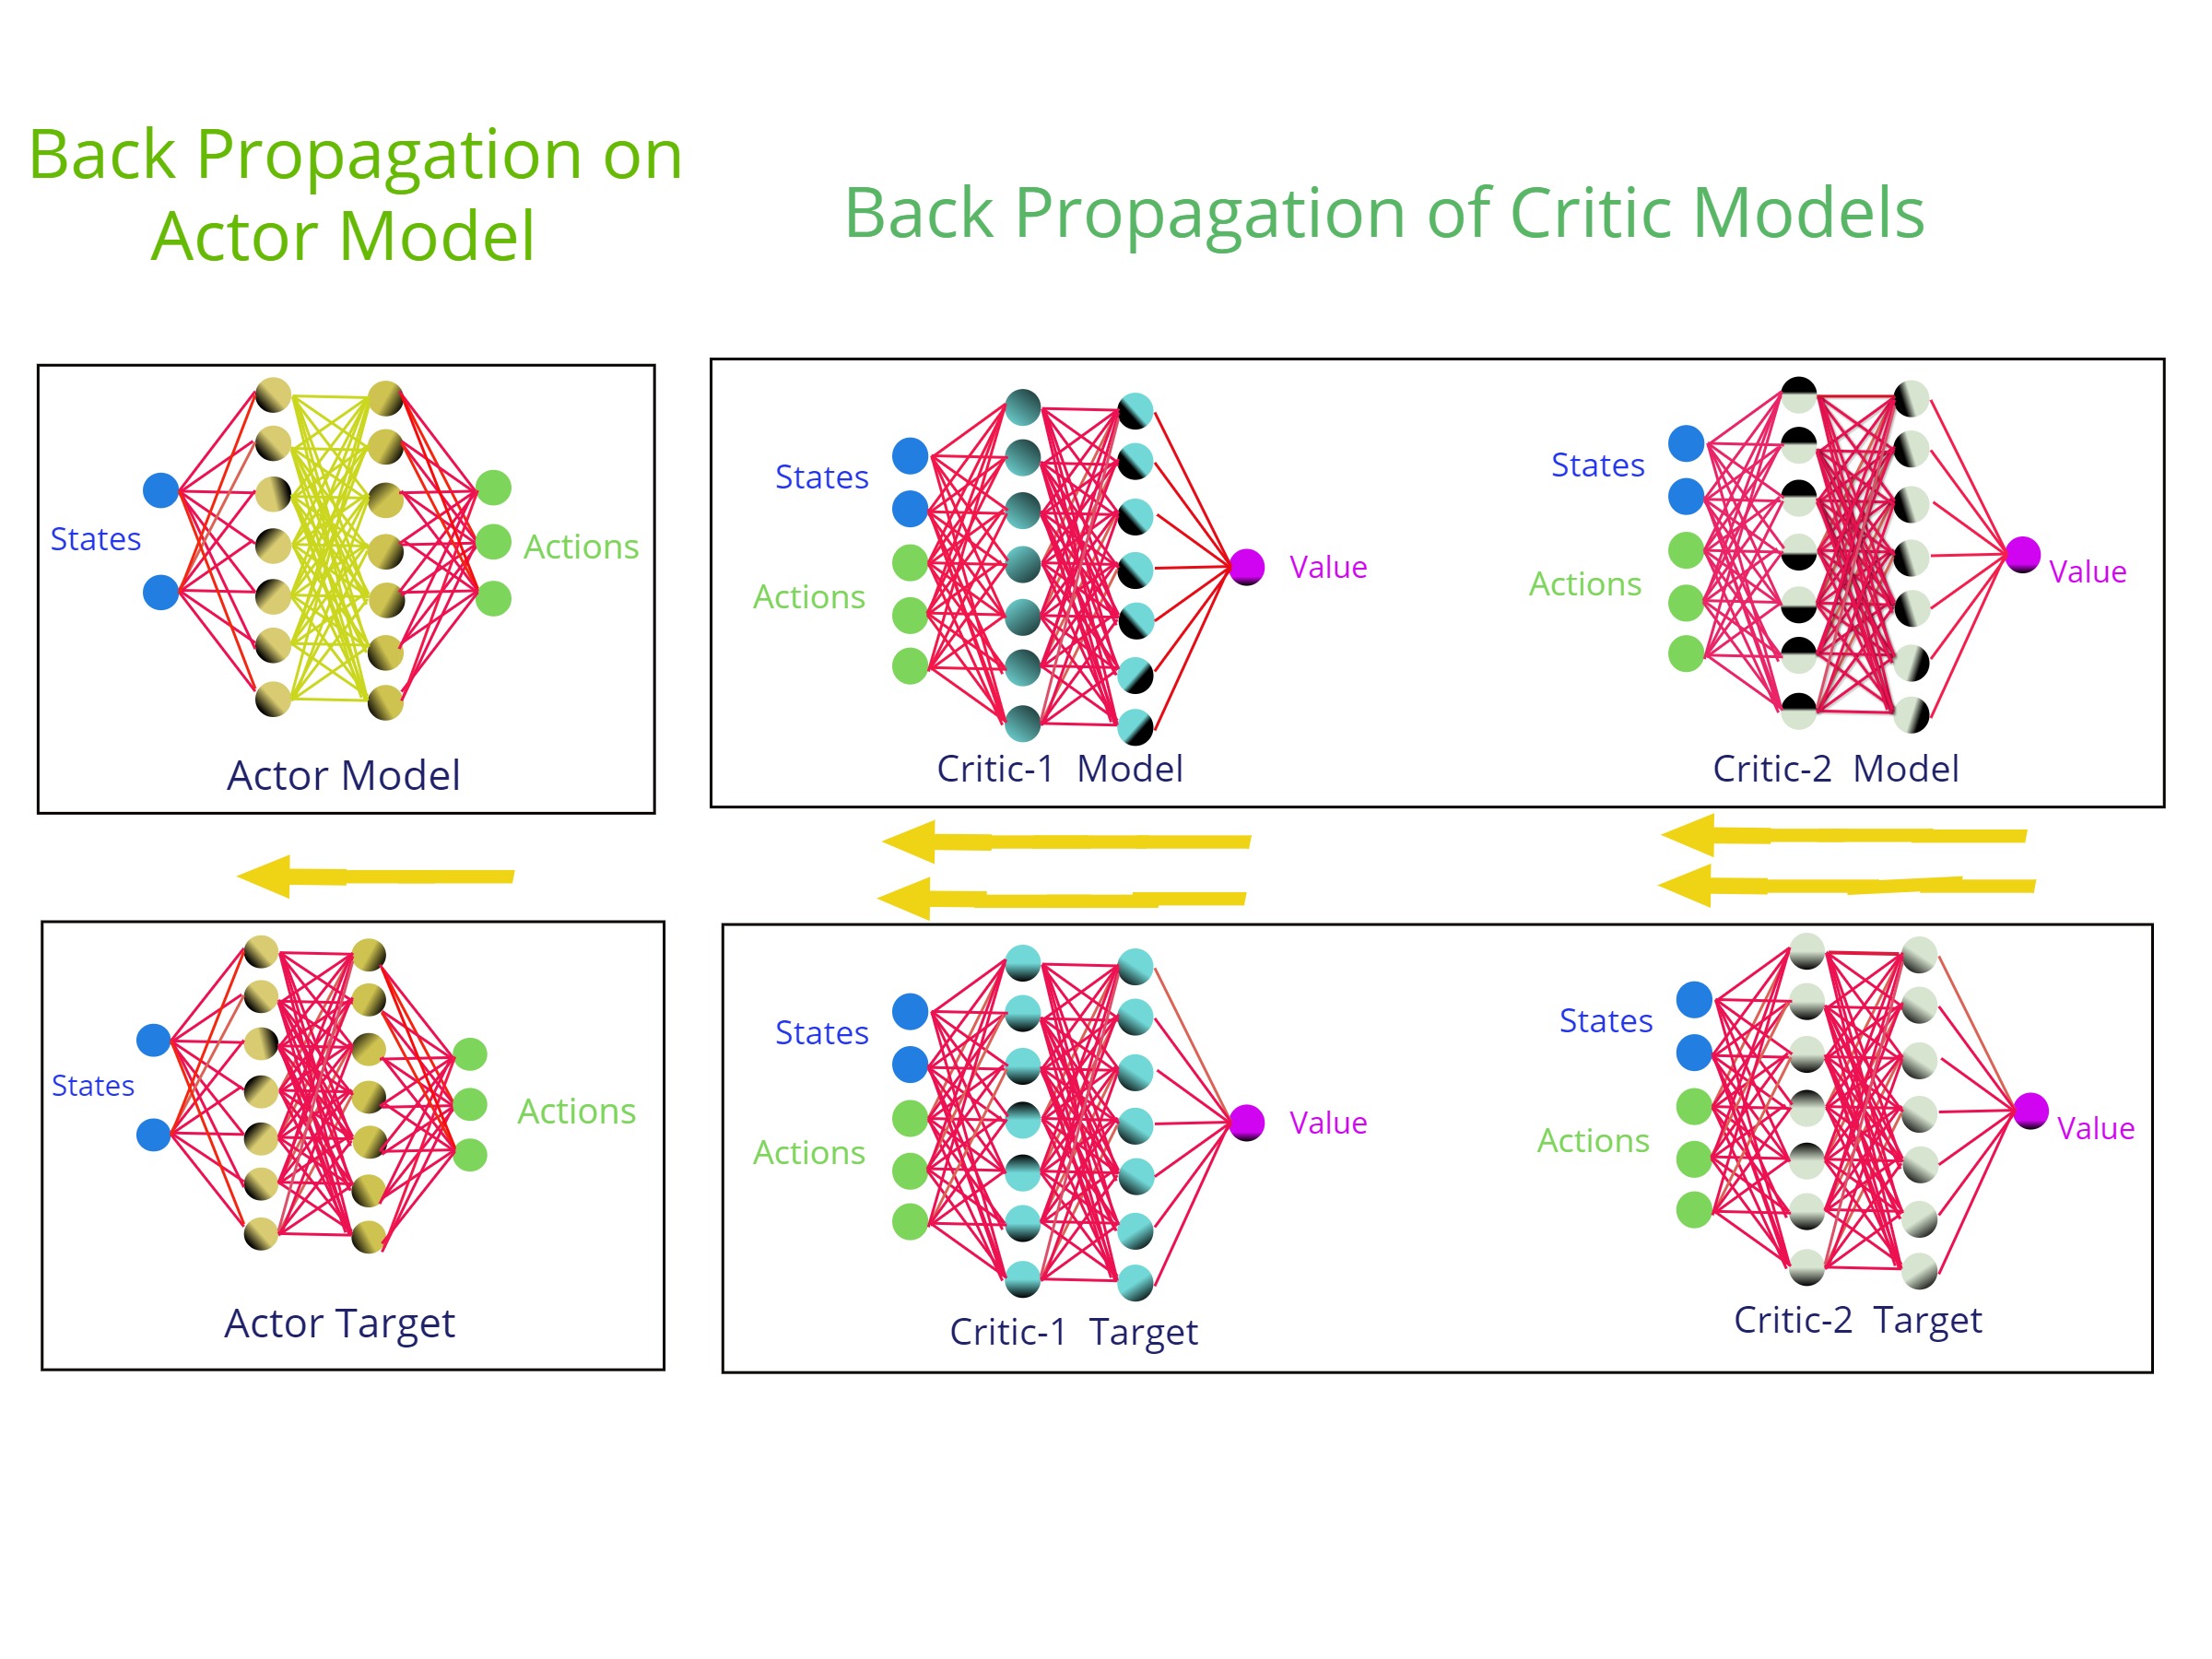 Back Propagation on
Actor Model
Back Propagation of Critic Models
States
Actions
Actor Model
States
Actions
Value
Critic-1 Model
States
Actions
Value
Critic-2 Model
States
Actions
Actor Target
States
Actions
Value
Critic-1 Target
States
Actions
Value
Critic-2 Target